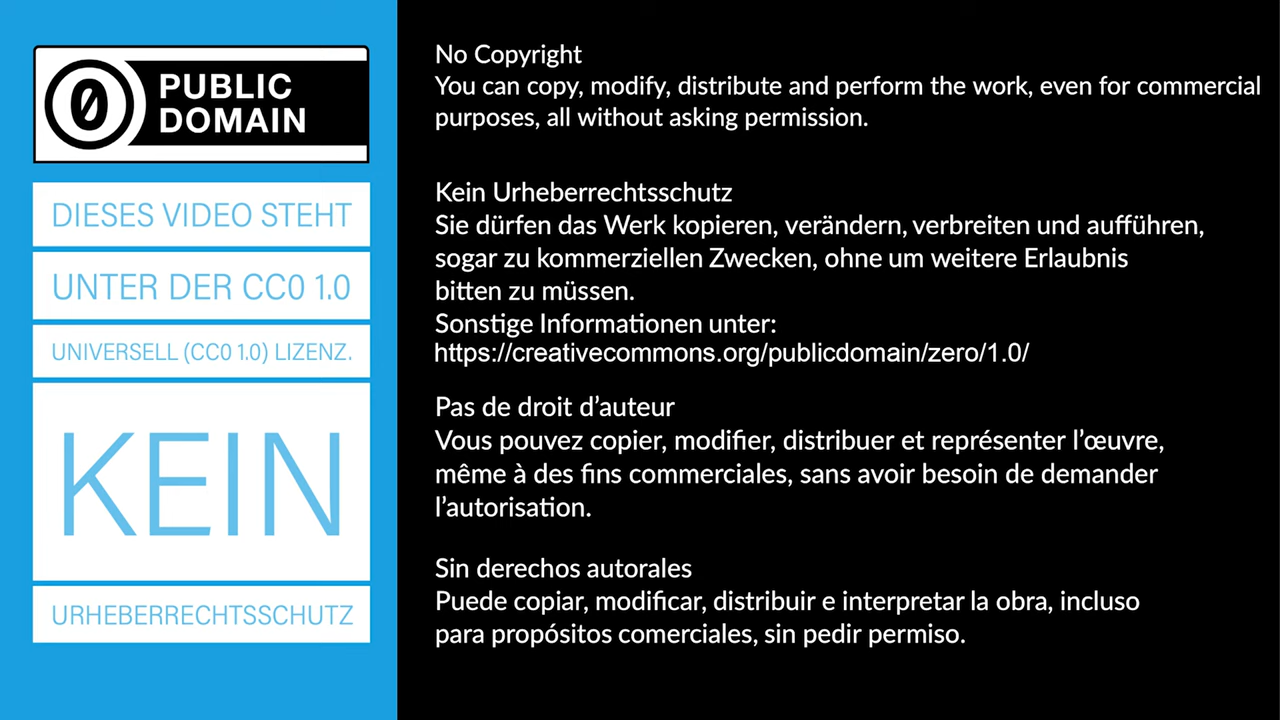 0 PUBLIC
DOMAIN
DIESES VIDEO STEHT
UNTER DER CC0 1.0
UNIVERSELL (CC0 1.0) LIZENZ.
KEIN
URHEBERRECHTSSCHUTZ
No Copyright
You can copy, modify, distribute and perform the work, even for commercial
purposes, all without asking permission.
Kein Urheberrechtsschutz
Sie dürfen das Werk kopieren, verändern, verbreiten und aufführen,
sogar zu kommerziellen Zwecken, ohne um weitere Erlaubnis
bitten zu müssen.
Sonstige Informationen unter:
https://creativecommons.org/publicdomain/zero/1.0/
Pas de droit d’auteur
Vous pouvez copier, modifier, distribuer et représenter l’œuvre,
même à des fins commerciales, sans avoir besoin de demander
l’autorisation.
Sin derechos autorales
Puede copiar, modificar, distribuir e interpretar la obra, incluso
para propósitos comerciales, sin pedir permiso.